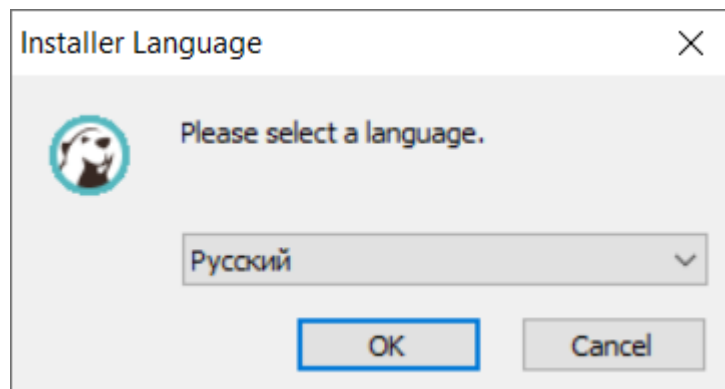 Installer Language
Please select a language.
Русский
OK
Cancel